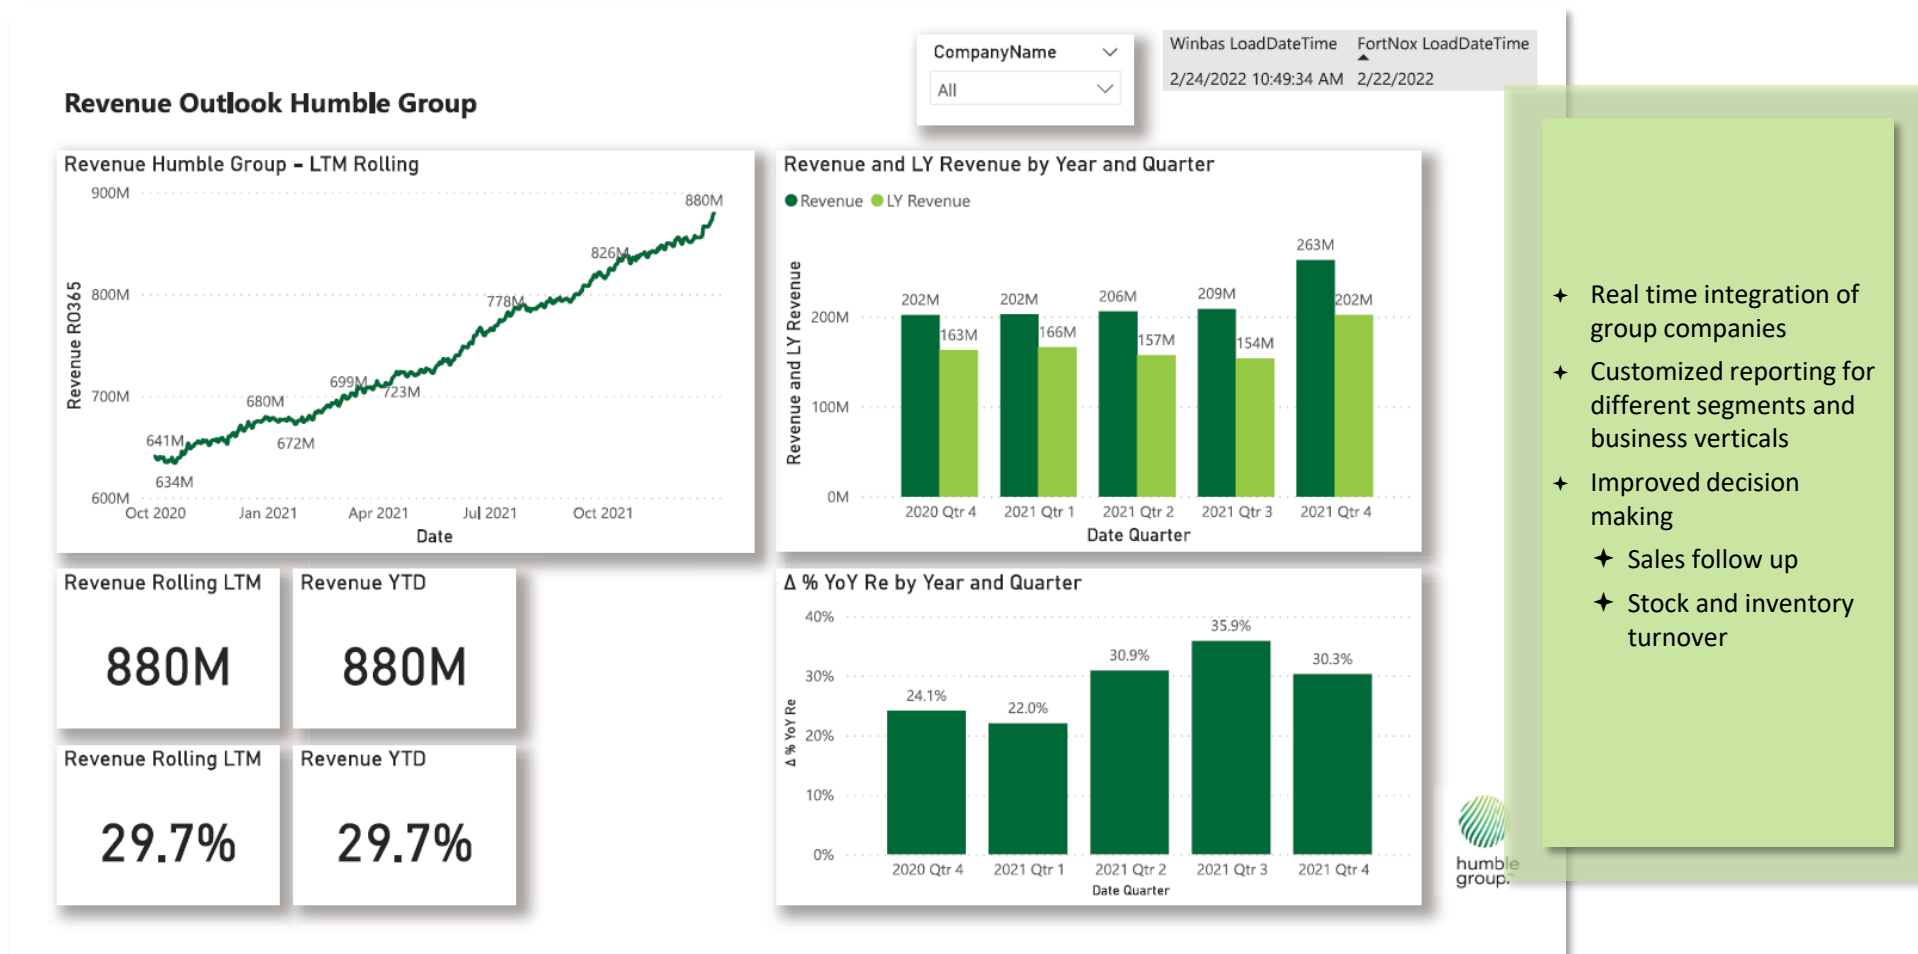 CompanyName
All
Winbas LoadDateTime FortNox LoadDateTime
2/24/2022 10:49:34 AM 2/22/2022
Revenue Outlook Humble Group
Revenue Humble Group - LTM Rolling
900M
800M
700M
600M
Revenue RO365
880M
826M
778M
699M
723M
680M
672M
641M
634M
Oct 2020 Jan 2021 Apr 2021 Jul 2021 Oct 2021
Date
Revenue and LY Revenue by Year and Quarter
Revenue LY Revenue
Revenue and LY Revenue
200M
100M
0M
202M 163M 202M 166M 206M 157M 209M 154M 263M 202M
2020 Qtr 4 2021 Qtr 1 2021 Qtr 2 2021 Qtr 3 2021 Qtr 4
Date Quarter
Revenue Rolling LTM
880M
Revenue YTD
880M
Revenue Rolling LTM
29.7%
Revenue YTD
29.7%
Δ % YoY Re by Year and Quarter
Δ % YoY Re
40%
30%
20%
10%
0%
24.1% 22.0% 30.9% 35.9% 30.3%
2020 Qtr 4 2021 Qtr 1 2021 Qtr 2 2021 Qtr 3 2021 Qtr 4
Date Quarter
humble
group.
Real time integration of
group companies
Customized reporting for
different segments and
business verticals
Improved decision
making
Sales follow up
Stock and inventory
turnover